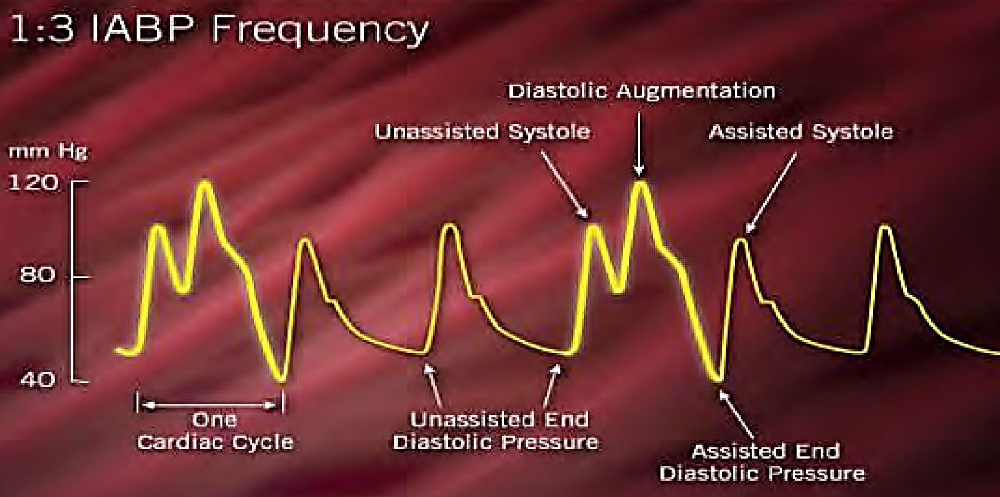 1:3 IABP Frequency
Diastolic Augmentation
Unassisted Systole
Assisted Systole
mm Hg
120
80
40
One
Cardiac Cycle
Unassisted End
Diastolic Pressure
Assisted End
Diastolic Pressure